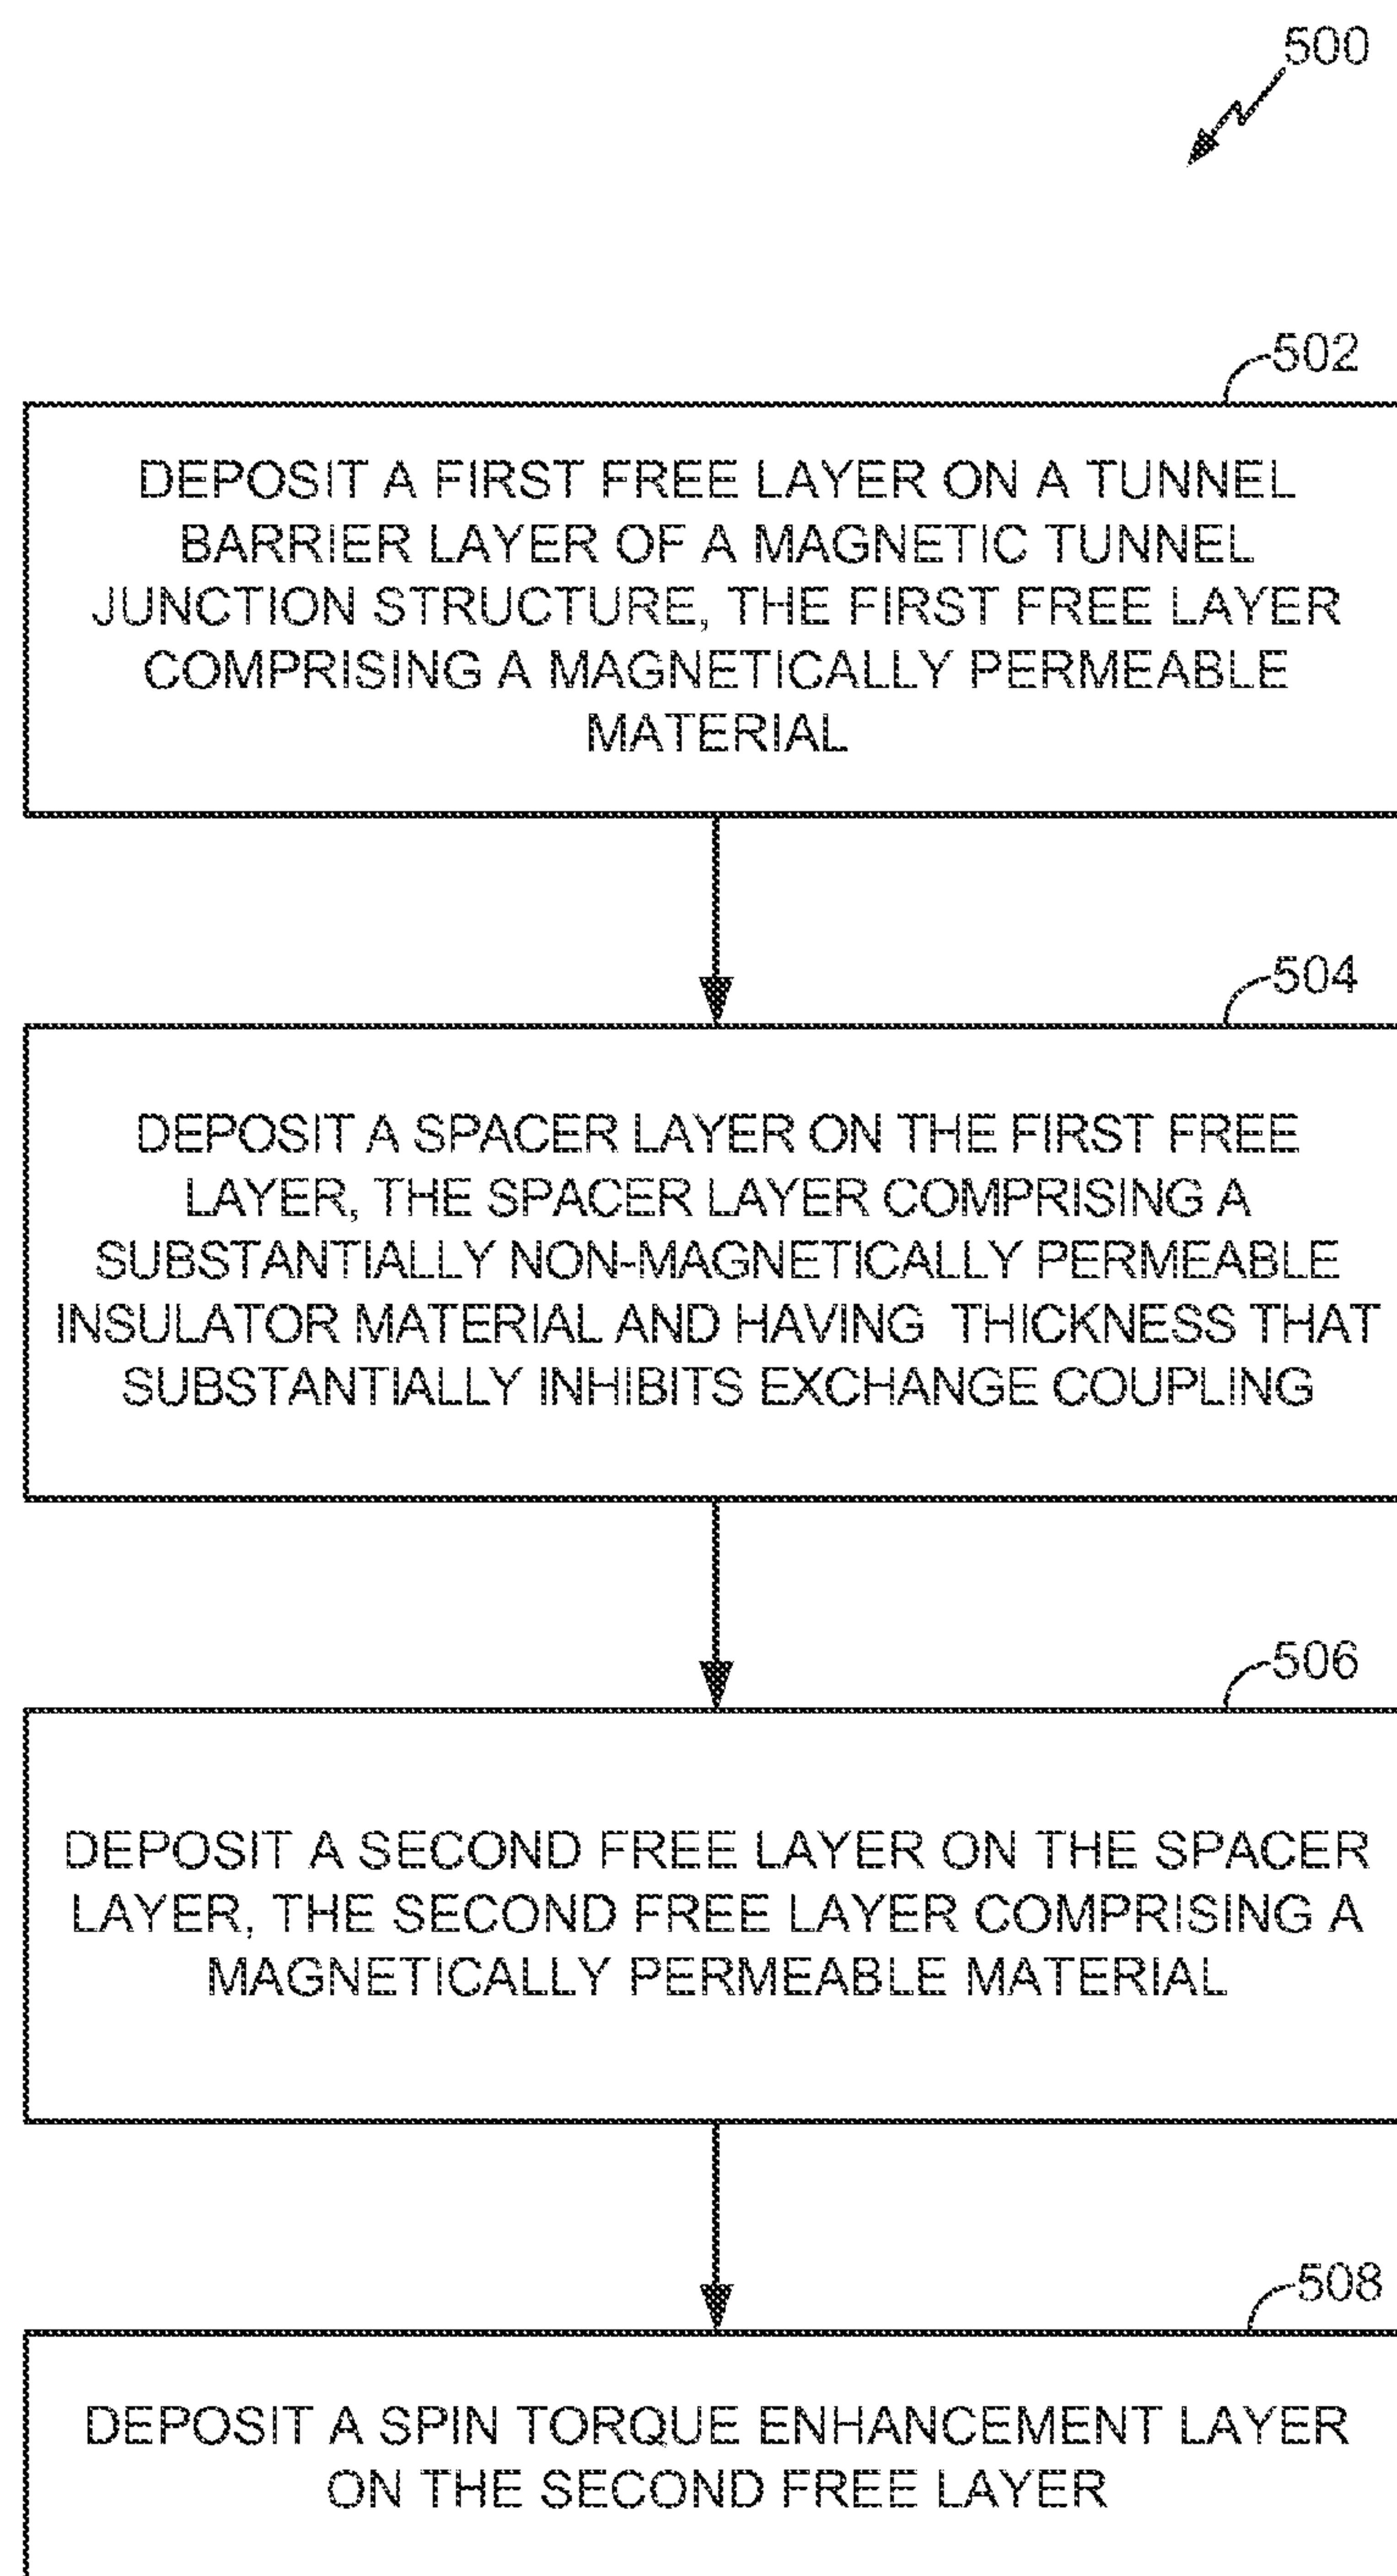 500
502
DEPOSIT A FIRST FREE LAYER ON A TUNNEL
BARRIER LAYER OF A MAGNETIC TUNNEL
JUNCTION STRUCTURE, THE FIRST FREE LAYER
COMPRISING A MAGNETICALLY PERMEABLE
MATERIAL
504
DEPOSIT A SPACER LAYER ON THE FIRST FREE
LAYER, THE SPACER LAYER COMPRISING A
SUBSTANTIALLY NON-MAGNETICALLY PERMEABLE
INSULATOR MATERIAL AND HAVING THICKNESS THAT
SUBSTANTIALLY INHIBITS EXCHANGE COUPLING
506
DEPOSIT A SECOND FREE LAYER ON THE SPACER
LAYER, THE SECOND FREE LAYER COMPRISING A
MAGNETICALLY PERMEABLE MATERIAL
508
DEPOSIT A SPIN TORQUE ENHANCEMENT LAYER
ON THE SECOND FREE LAYER